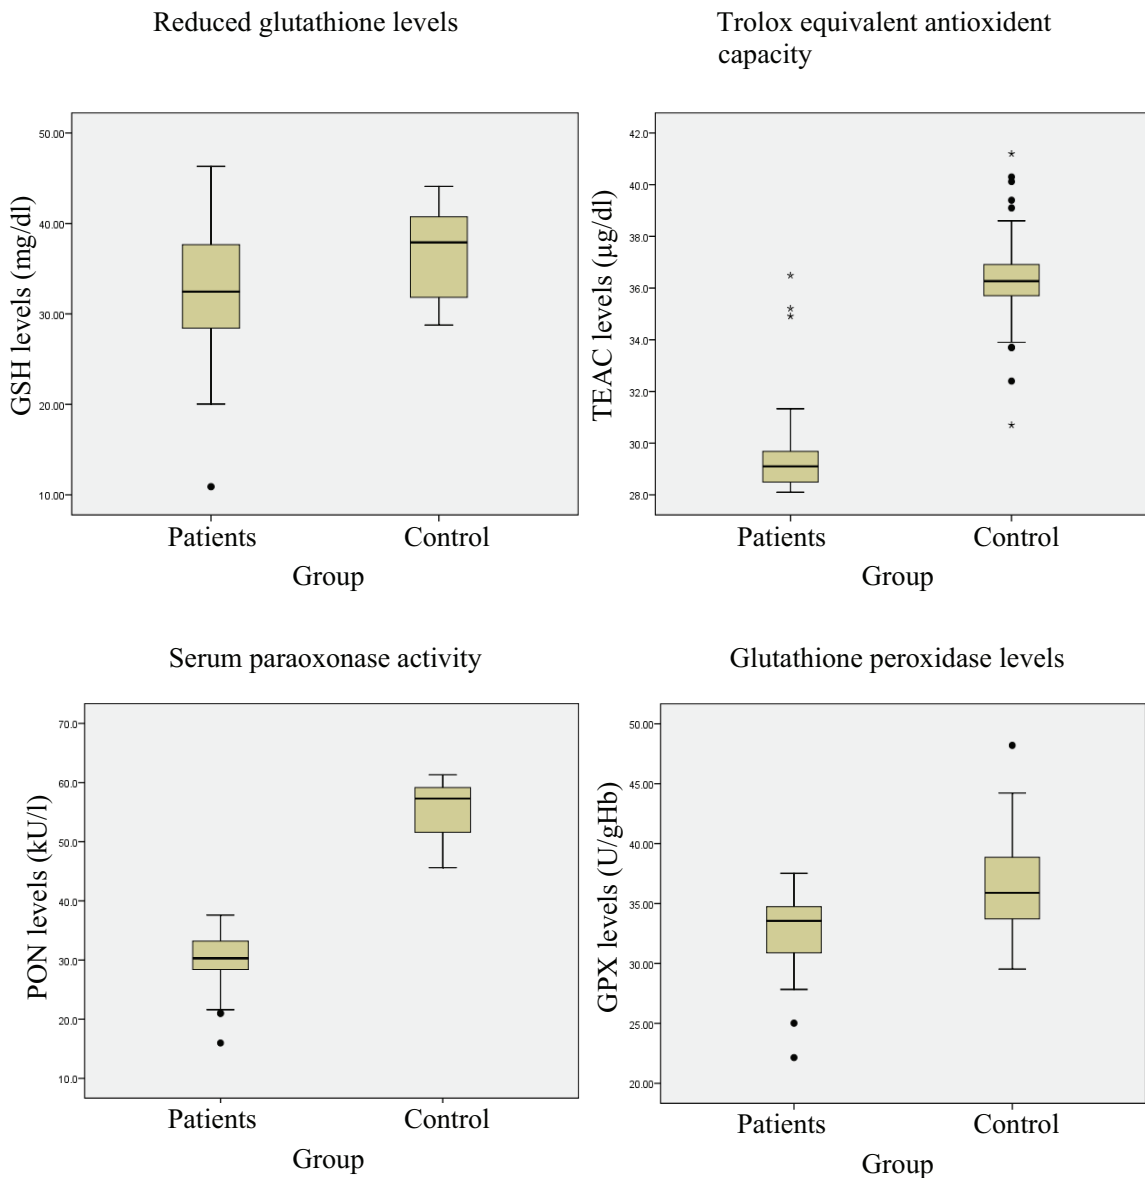 Reduced glutathione levels
GSH levels (mg/dl)
50.00
40.00
30.00
20.00
10.00
Patients Control
Group
Trolox equivalent antioxident
capacity
TEAC levels (µg/dl)
42.0
40.0
38.0
36.0
34.0
32.0
30.0
28.0
Patients Control
Group
Serum paraoxonase activity
PON levels (kU/l)
70.0
60.0
50.0
40.0
30.0
20.0
10.0
Patients Control
Group
Glutathione peroxidase levels
GPX levels (U/gHb)
50.00
45.00
40.00
35.00
30.00
25.00
20.00
Patients Control
Group